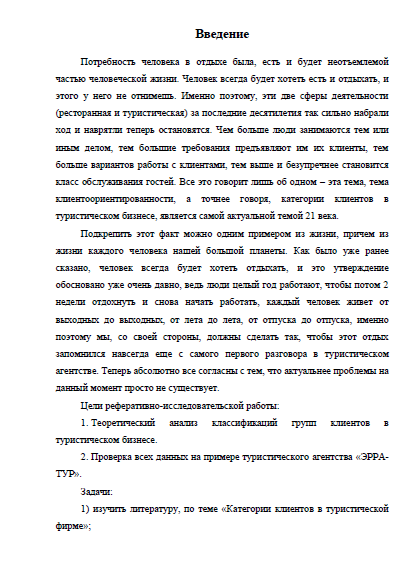 Введение
Потребность человека в отдыхе была, есть и будет неотъемлемой
частью человеческой жизни. Человек всегда будет хотеть есть и отдыхать, и
этого у него не отнимешь. Именно поэтому, эти две сферы деятельности
(ресторанная и туристическая) за последние десятилетия так сильно набрали
ход и наврятли теперь остановятся. Чем больше люди занимаются тем или
иным делом, тем большие требования предъявляют им их клиенты, тем
больше вариантов работы с клиентами, тем выше и безупречнее становится
класс обслуживания гостей. Все это говорит лишь об одном – эта тема, тема
клиентоориентированности, а точнее говоря, категории клиентов в
туристическом бизнесе, является самой актуальной темой 21 века.
Подкрепить этот факт можно одним примером из жизни, причем из
жизни каждого человека нашей большой планеты. Как было уже ранее
сказано, человек всегда будет хотеть отдыхать, и это утверждение
обосновано уже очень давно, ведь люди целый год работают, чтобы потом 2
недели отдохнуть и снова начать работать, каждый человек живет от
выходных до выходных, от лета до лета, от отпуска до отпуска, именно
поэтому мы, со своей стороны, должны сделать так, чтобы этот отдых
запомнился навсегда еще с самого первого разговора в туристическом
агентстве. Теперь абсолютно все согласны с тем, что актуальнее проблемы на
данный момент просто не существует.
Цели реферативно-исследовательской работы:
1. Теоретический анализ классификаций групп клиентов в
туристическом бизнесе.
2. Проверка всех данных на примере туристического агентства «ЭРРА-
ТУР».
Задачи:
1) изучить литературу, по теме «Категории клиентов в туристической
фирме»;